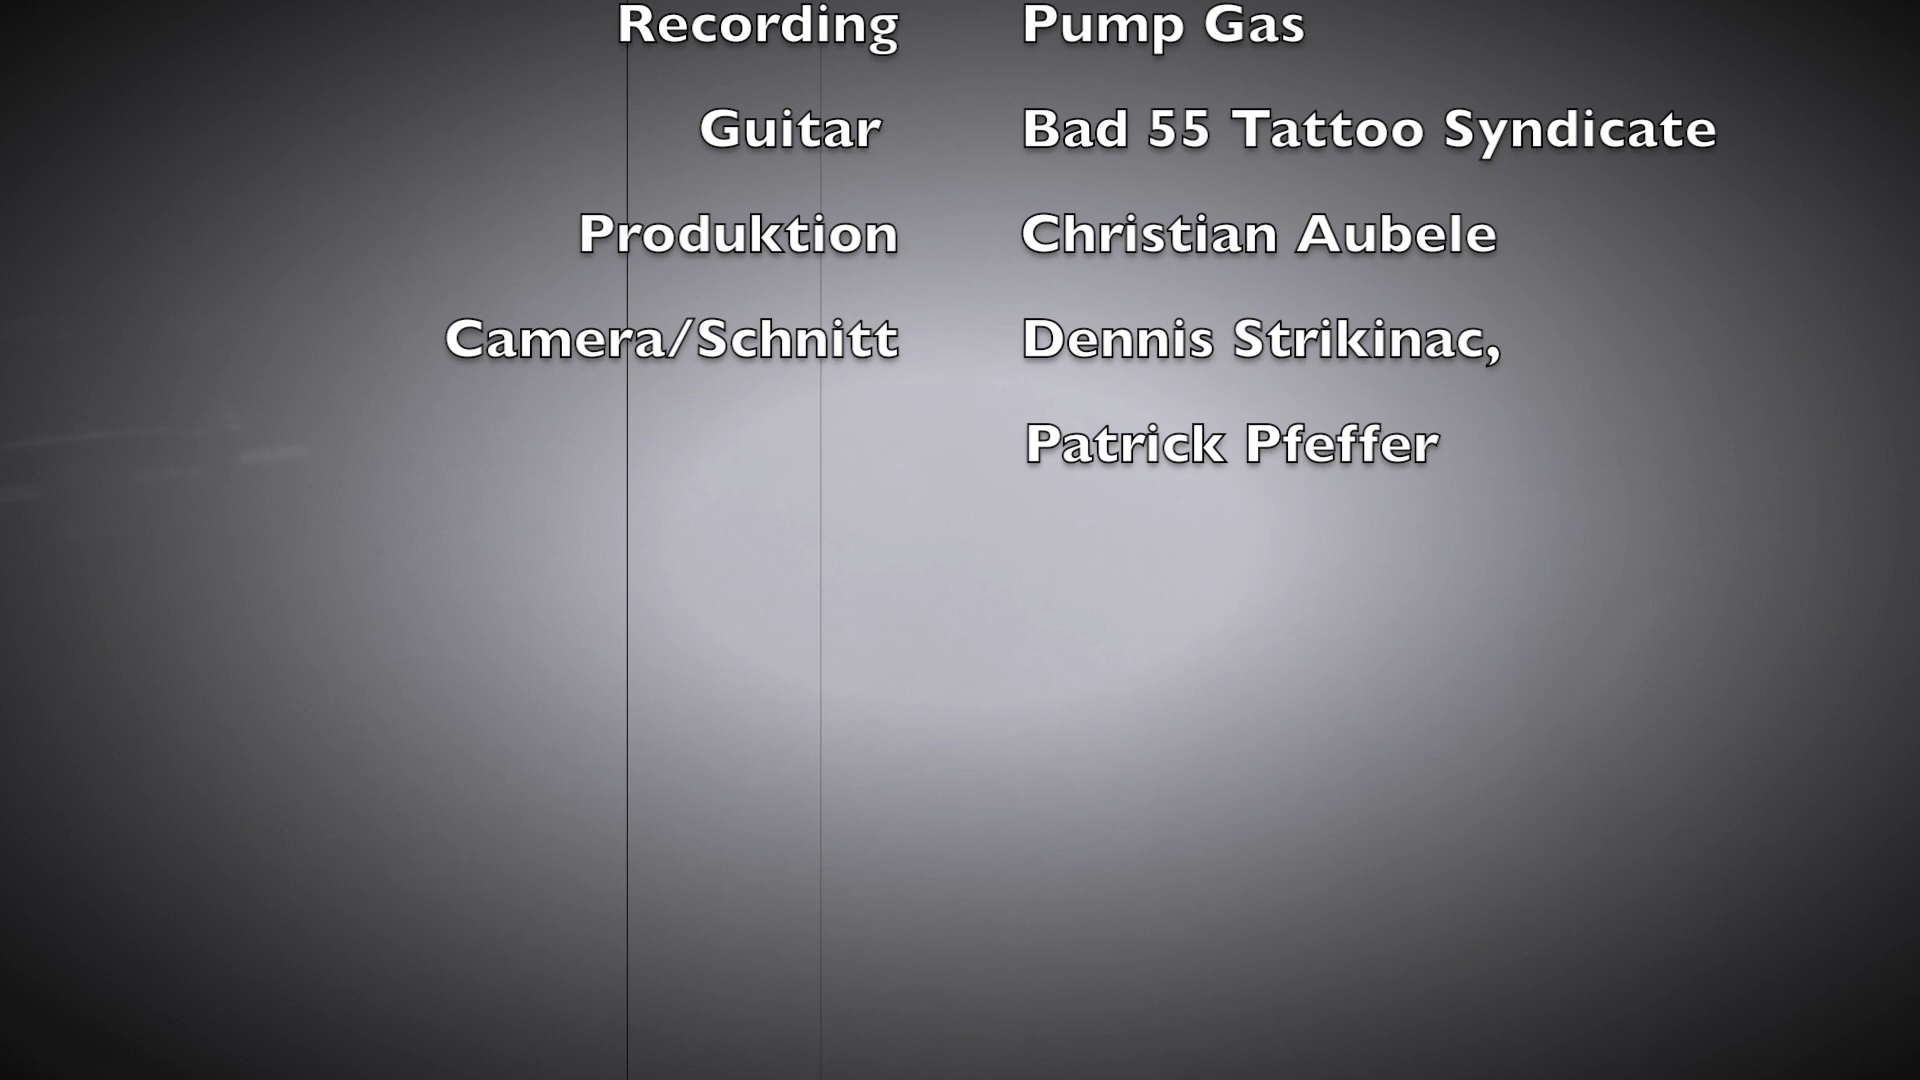 Recording Pump Gas
Guitar Bad 55 Tattoo Syndicate
Produktion Christian Aubele
Camera/Schnitt Dennis Strikinac,
Patrick Pfeffer